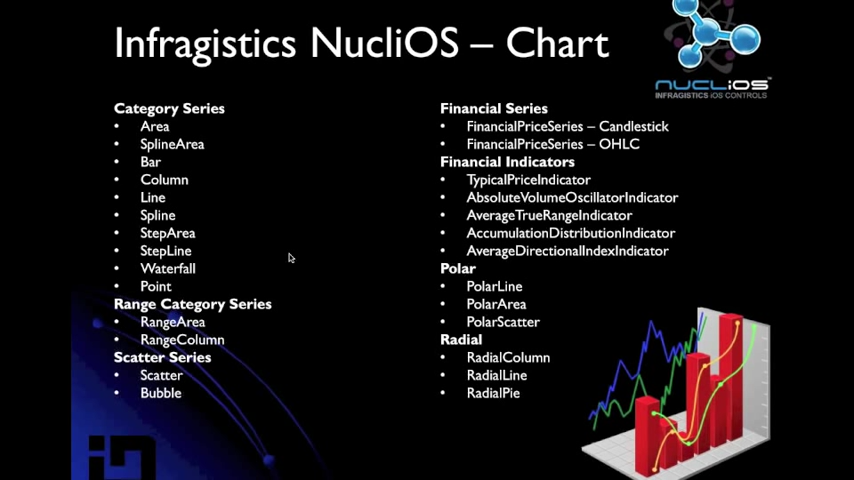 Infragistics NucliOS – Chart
NUCLiOS™
INFRAGISTICS iOS CONTROLS
Category Series
• Area
• SplineArea
• Bar
• Column
• Line
• Spline
• StepArea
• StepLine
• Waterfall
• Point
Range Category Series
• RangeArea
• RangeColumn
Scatter Series
• Scatter
• Bubble
Financial Series
• FinancialPriceSeries – Candlestick
• FinancialPriceSeries – OHLC
Financial Indicators
• TypicalPriceIndicator
• AbsoluteVolumeOscillatorIndicator
• AverageTrueRangeIndicator
• AccumulationDistributionIndicator
• AverageDirectionalIndexIndicator
Polar
• PolarLine
• PolarArea
• PolarScatter
Radial
• RadialColumn
• RadialLine
• RadialPie